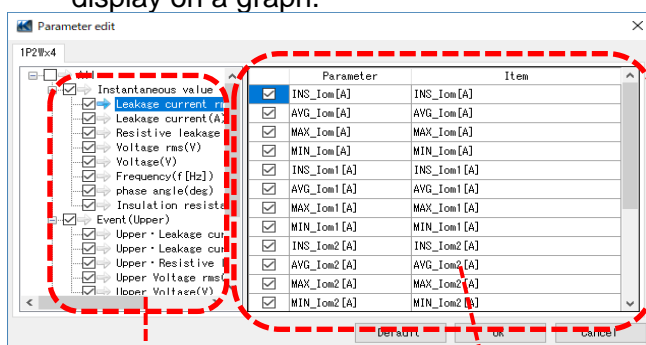 display on a graph.
Parameter edit
1P2Wx4
All
Instantaneous value
Leakage current rm
Leakage current(A)
Resistive leakage
Voltage rms(V)
Voltage(V)
Frequency(f[Hz])
phase angle(deg)
Insulation resista
Event(Upper)
Upper・Leakage cur
Upper・Leakage cur
Upper・Resistive
Upper Voltage rms(
Upper Voltage(V)
Parameter Item
INS_Iom[A] INS_Iom[A]
AVG_Iom[A] AVG_Iom[A]
MAX_Iom[A] MAX_Iom[A]
MIN_Iom[A] MIN_Iom[A]
INS_Iom1[A] INS_Iom1[A]
AVG_Iom1[A] AVG_Iom1[A]
MAX_Iom1[A] MAX_Iom1[A]
MIN_Iom1[A] MIN_Iom1[A]
INS_Iom2[A] INS_Iom2[A]
AVG_Iom2[A] AVG_Iom2[A]
MAX_Iom2[A] MAX_Iom2[A]
MIN_Iom2[A] MIN_Iom2[A]
Default OK Cancel